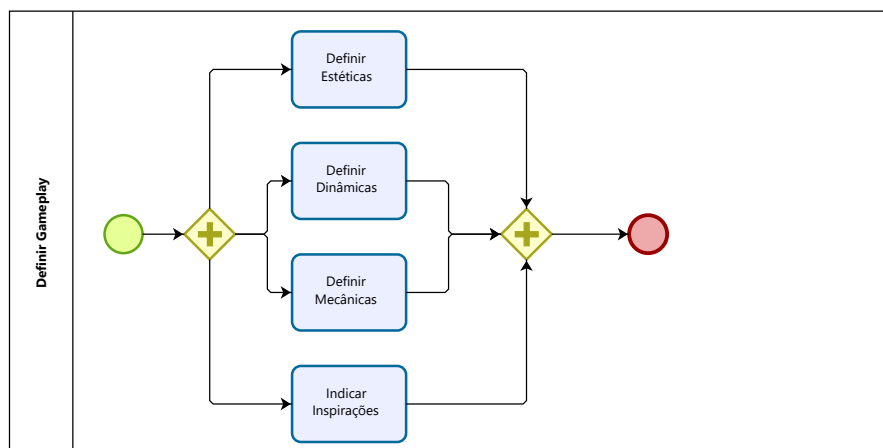 Definir Gameplay
Definir
Estéticas
Definir
Dinâmicas
Definir
Mecânicas
Indicar
Inspirações